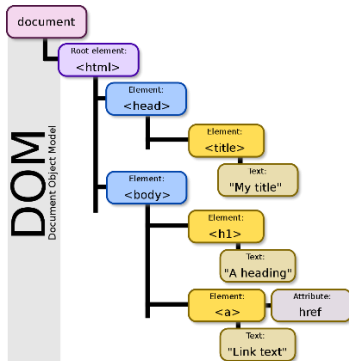 document
Root element:
<html>
Element:
<head>
Element:
<title>
Text:
"My title"
Element:
<body>
Element:
<h1>
Text:
"A heading"
Element:
<a>
Attribute:
href
Text:
"Link text"
DOM
Document Object Model